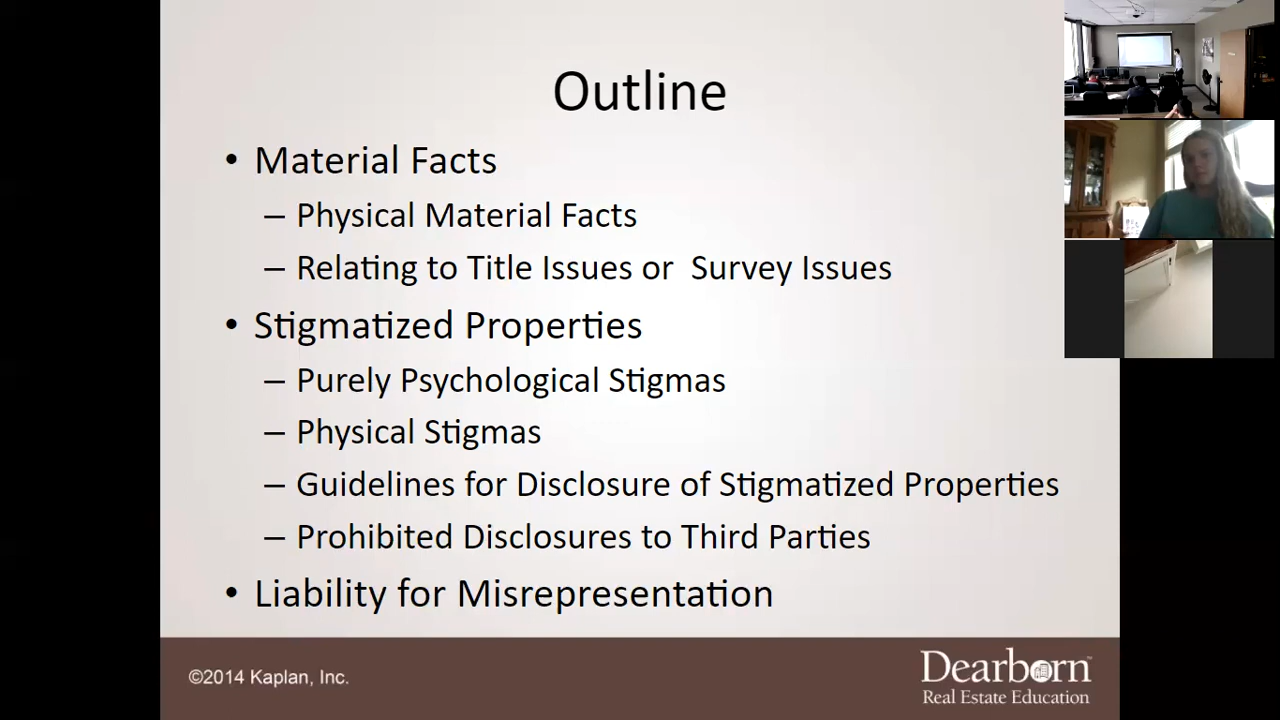 Outline
• Material Facts
– Physical Material Facts
– Relating to Title Issues or  Survey Issues
• Stigmatized Properties
– Purely Psychological Stigmas
– Physical Stigmas
– Guidelines for Disclosure of Stigmatized Properties
– Prohibited Disclosures to Third Parties
• Liability for Misrepresentation
©2014 Kaplan, Inc.
Dearborn™
Real Estate Education